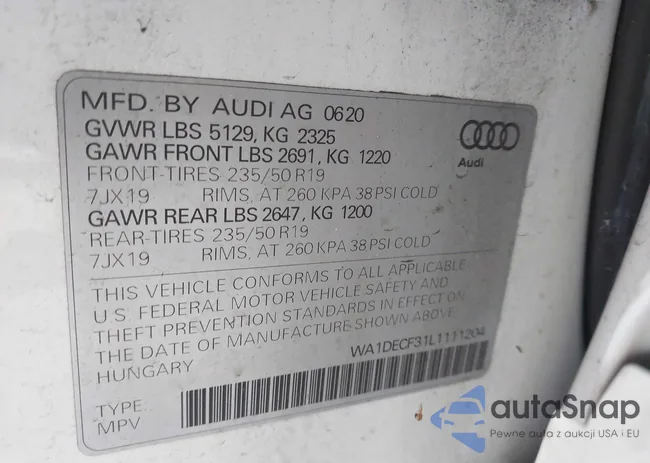 MFD. BY AUDI AG 0620
GVWR LBS 5129, KG 2325
GAWR FRONT LBS 2691, KG 1220
FRONT-TIRES 235/50 R19
7JX19 RIMS, AT 260 KPA 38 PSI COLD
GAWR REAR LBS 2647, KG 1200
REAR-TIRES 235/50 R19
7JX19 RIMS, AT 260 KPA 38 PSI COLD
Audi
THIS VEHICLE CONFORMS TO ALL APPLICABLE
U.S. FEDERAL MOTOR VEHICLE SAFETY AND
THEFT PREVENTION STANDARDS IN EFFECT ON
THE DATE OF MANUFACTURE SHOWN ABOVE.
HUNGARY
WA1DECF31L1111204
TYPE
MPV
autoSnap
Pewne auta z aukcji USA i EU